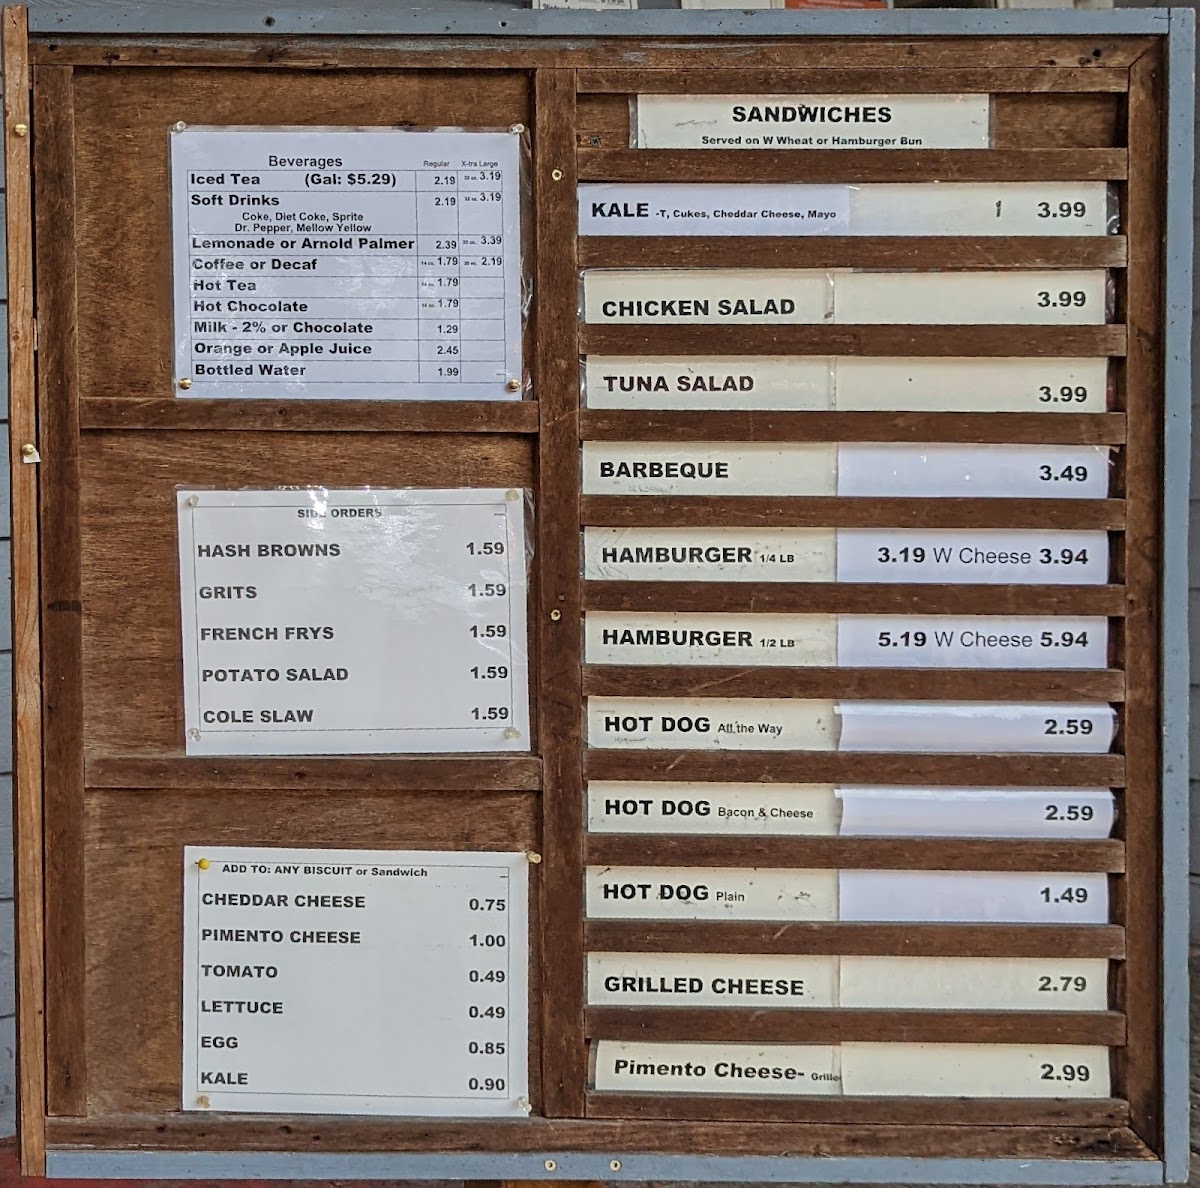 Beverages Regular X-tra Large
Iced Tea (Gal: $5.29) 2.19 32 oz. 3.19
Soft Drinks 2.19 32 oz. 3.19
Coke, Diet Coke, Sprite
Dr. Pepper, Mellow Yellow
Lemonade or Arnold Palmer 2.39 32 oz. 3.39
Coffee or Decaf 1.79 2.19
Hot Tea 1.79
Hot Chocolate 1.79
Milk - 2% or Chocolate 1.29
Orange or Apple Juice 2.45
Bottled Water 1.99
SIDE ORDERS
HASH BROWNS 1.59
GRITS 1.59
FRENCH FRYS 1.59
POTATO SALAD 1.59
COLE SLAW 1.59
ADD TO: ANY BISCUIT or Sandwich
CHEDDAR CHEESE 0.75
PIMENTO CHEESE 1.00
TOMATO 0.49
LETTUCE 0.49
EGG 0.85
KALE 0.90
SANDWICHES
Served on W Wheat or Hamburger Bun
KALE -T, Cukes, Cheddar Cheese, Mayo 3.99
CHICKEN SALAD 3.99
TUNA SALAD 3.99
BARBEQUE 3.49
HAMBURGER 1/4 LB 3.19 W Cheese 3.94
HAMBURGER 1/2 LB 5.19 W Cheese 5.94
HOT DOG All the Way 2.59
HOT DOG Bacon & Cheese 2.59
HOT DOG Plain 1.49
GRILLED CHEESE 2.79
Pimento Cheese- Grilled 2.99